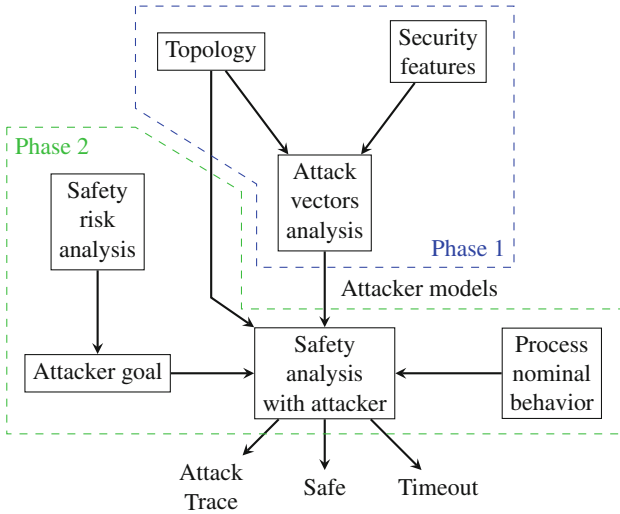 Topology
Security
features
Phase 2
Safety
risk
analysis
Attack
vectors
analysis
Phase 1
Attacker models
Attacker goal
Safety
analysis
with attacker
Process
nominal
behavior
Attack
Trace
Safe
Timeout